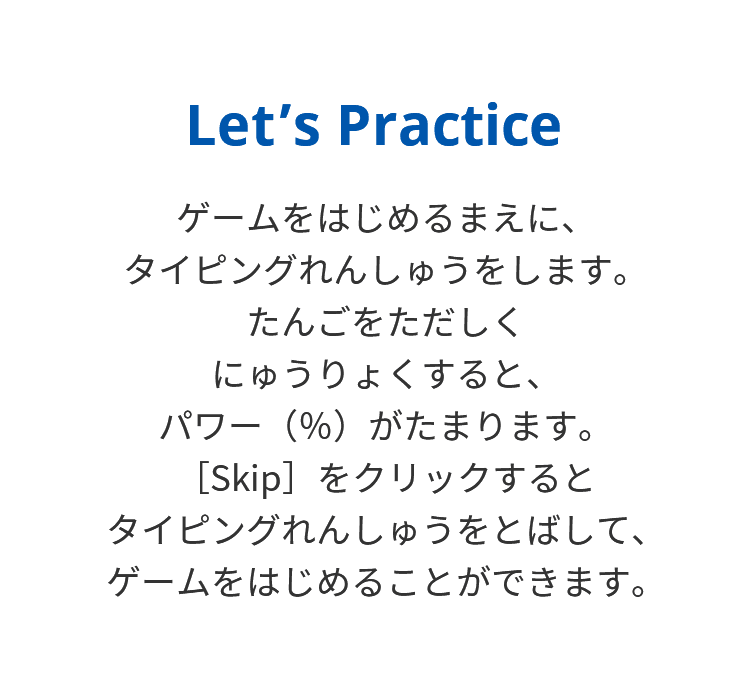 Let’s Practice
ゲームをはじめるまえに、
タイピングれんしゅうをします。
たんごをただしく
にゅうりょくすると、
パワー（%）がたまります。
［Skip］をクリックすると
タイピングれんしゅうをとばして、
ゲームをはじめることができます。